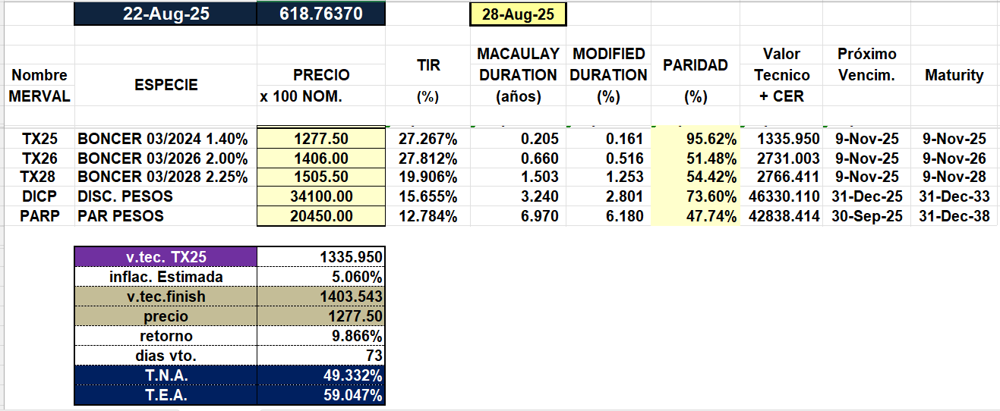 22-Aug-25 618.76370 28-Aug-25
MACAULAY MODIFIED Valor Próximo
TIR PARIDAD
Nombre PRECIO DURATION DURATION Tecnico Vencim. Maturity
ESPECIE
MERVAL x 100 NOM. (%) (años) (%) (%) + CER
TX25 BONCER 03/2024 1.40% 1277.50 27.267% 0.205 0.161 95.62% 1335.950 9-Nov-25 9-Nov-25
TX26 BONCER 03/2026 2.00% 1406.00 27.812% 0.660 0.516 51.48% 2731.003 9-Nov-25 9-Nov-26
TX28 BONCER 03/2028 2.25% 1505.50 19.906% 1.503 1.253 54.42% 2766.411 9-Nov-25 9-Nov-28
DICP DISC. PESOS 34100.00 15.655% 3.240 2.801 73.60% 46330.110 31-Dec-25 31-Dec-33
PARP PAR PESOS 20450.00 12.784% 6.970 6.180 47.74% 42838.414 30-Sep-25 31-Dec-38
v.tec. TX25 1335.950
inflac. Estimada 5.060%
v.tec.finish 1403.543
precio 1277.50
retorno 9.866%
dias vto. 73
T.N.A. 49.332%
T.E.A. 59.047%